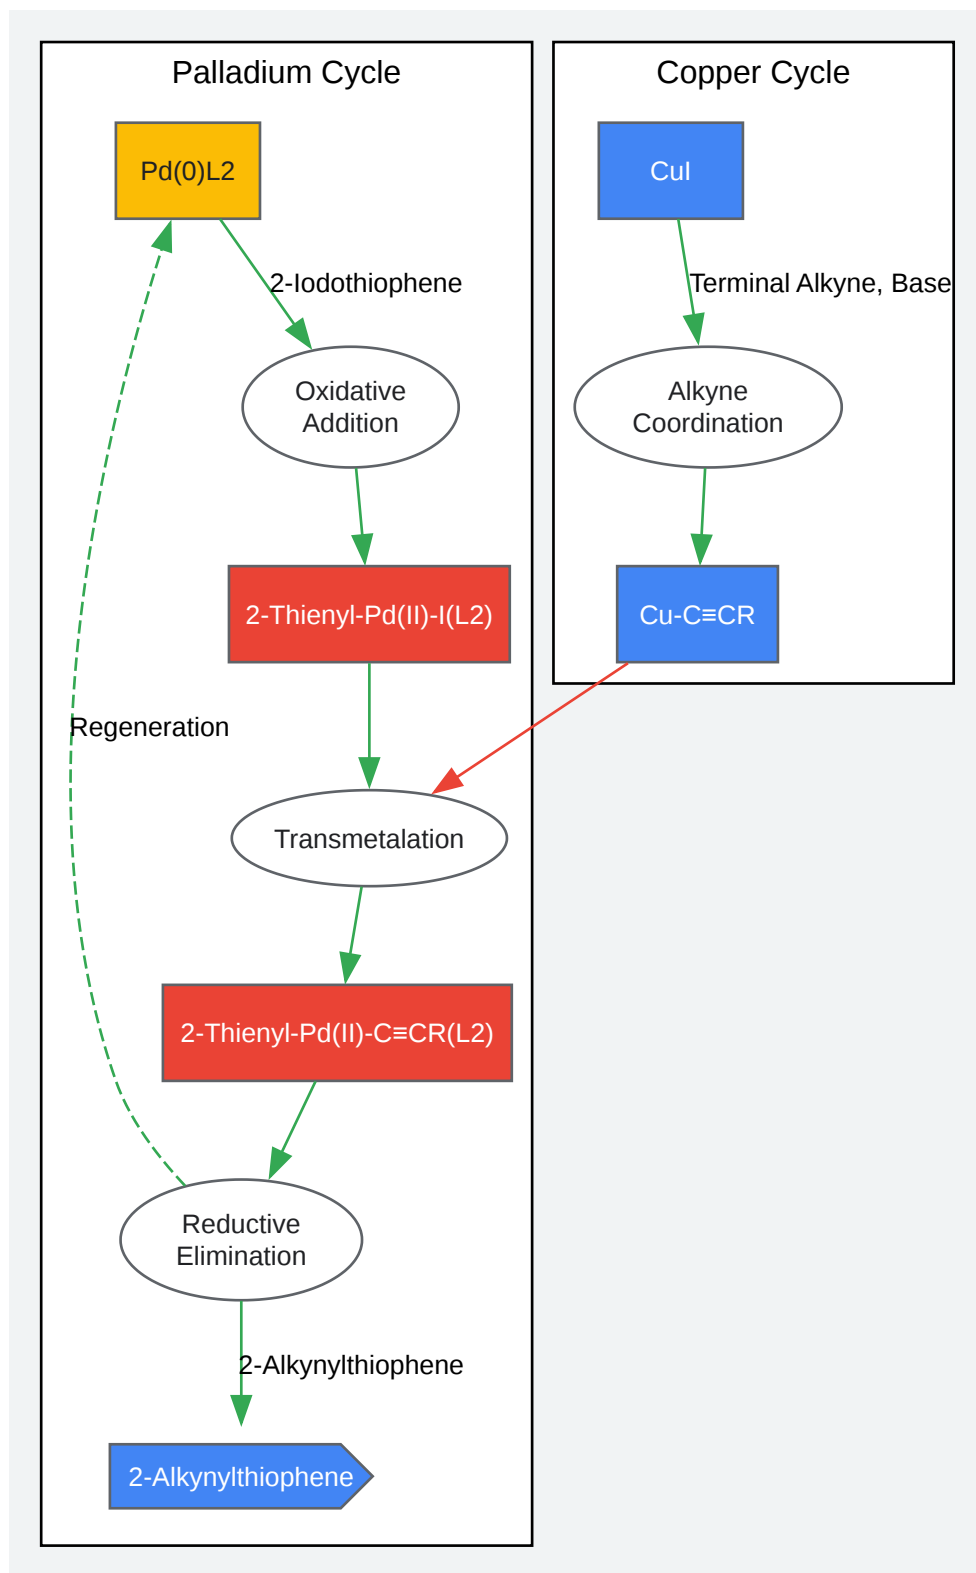 Palladium Cycle
Pd(0)L2
2-Iodothiophene
Oxidative
Addition
2-Thienyl-Pd(II)-I(L2)
Regeneration
Transmetalation
2-Thienyl-Pd(II)-C≡CR(L2)
Reductive
Elimination
2-Alkynylthiophene
2-Alkynylthiophene
Copper Cycle
CuI
Terminal Alkyne, Base
Alkyne
Coordination
Cu-C≡CR